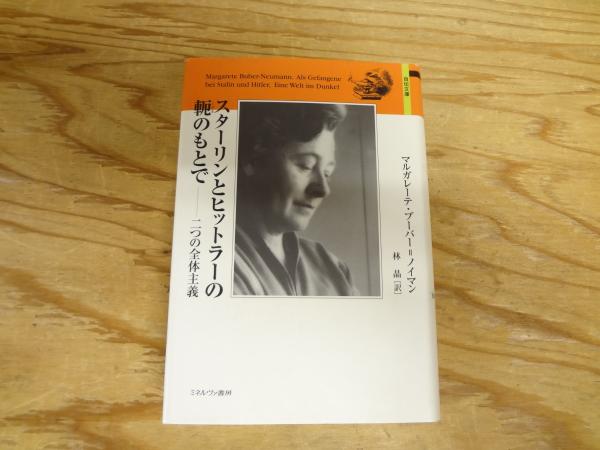 Margarete Buber-Neumann, Als Gefangene
bei Stalin und Hitler. Eine Welt im Dunkel
スターリンとヒットラーの
軛のもとで
──二つの全体主義
マルガレーテ・ブーバー＝ノイマン
林 晶［訳］
ミネルヴァ書房